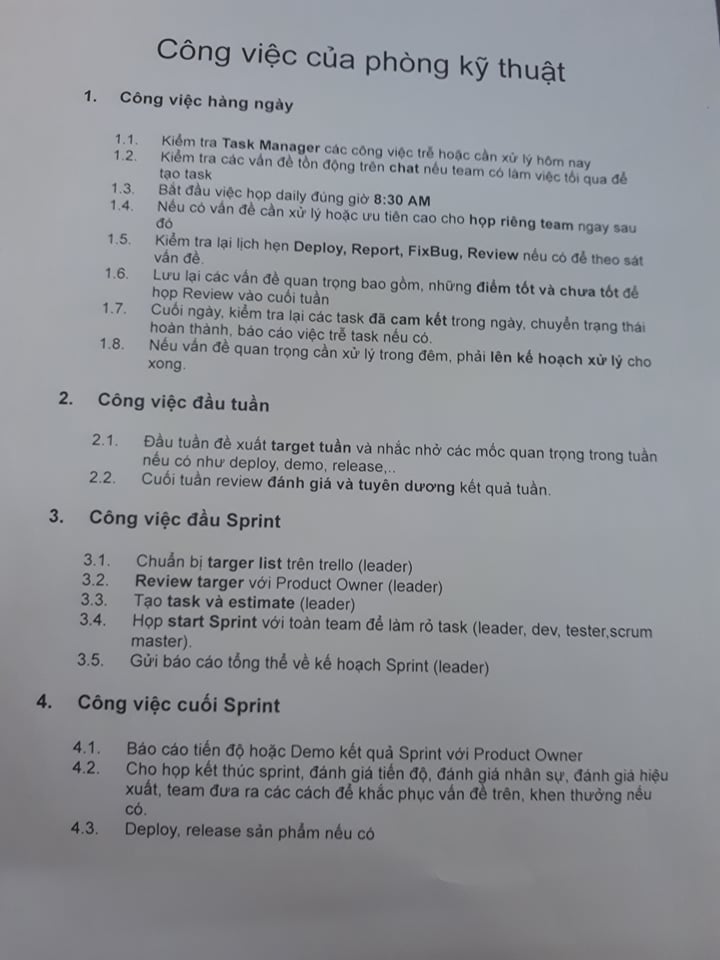 Công việc của phòng kỹ thuật
1. Công việc hàng ngày
1.1. Kiểm tra Task Manager các công việc trễ hoặc cần xử lý hôm nay
1.2. Kiểm tra các vấn đề tồn động trên chat nếu team có làm việc tối qua để
tạo task
1.3. Bắt đầu việc họp daily đúng giờ 8:30 AM
1.4. Nếu có vấn đề cần xử lý hoặc ưu tiên cao cho họp riêng team ngay sau
đó
1.5. Kiểm tra lại lịch hẹn Deploy, Report, FixBug, Review nếu có để theo sát
vấn đề.
1.6. Lưu lại các vấn đề quan trọng bao gồm, những điểm tốt và chưa tốt để
họp Review vào cuối tuần
1.7. Cuối ngày, kiểm tra lại các task đã cam kết trong ngày, chuyển trạng thái
hoàn thành, báo cáo việc trễ task nếu có.
1.8. Nếu vấn đề quan trọng cần xử lý trong đêm, phải lên kế hoạch xử lý cho
xong.
2. Công việc đầu tuần
2.1. Đầu tuần đề xuất target tuần và nhắc nhở các mốc quan trọng trong tuần
nếu có như deploy, demo, release,..
2.2. Cuối tuần review đánh giá và tuyên dương kết quả tuần.
3. Công việc đầu Sprint
3.1. Chuẩn bị targer list trên trello (leader)
3.2. Review targer với Product Owner (leader)
3.3. Tạo task và estimate (leader)
3.4. Họp start Sprint với toàn team để làm rỏ task (leader, dev, tester,scrum
master).
3.5. Gửi báo cáo tổng thể về kế hoạch Sprint (leader)
4. Công việc cuối Sprint
4.1. Báo cáo tiến độ hoặc Demo kết quả Sprint với Product Owner
4.2. Cho họp kết thúc sprint, đánh giá tiến độ, đánh giá nhân sự, đánh giá hiệu
xuất, team đưa ra các cách để khắc phục vấn đề trên, khen thưởng nếu
có.
4.3. Deploy, release sản phẩm nếu có